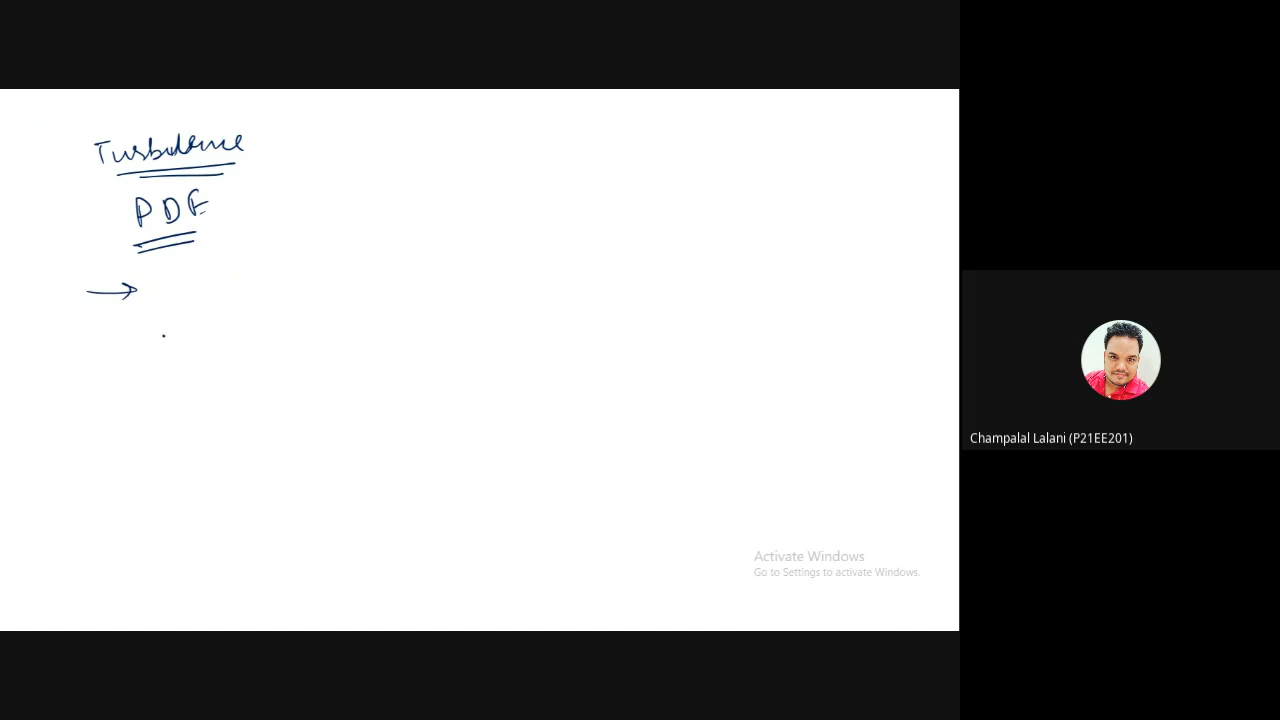 Turbulence
PDF
→
Champalal Lalani (P21EE201)
Activate Windows
Go to Settings to activate Windows.